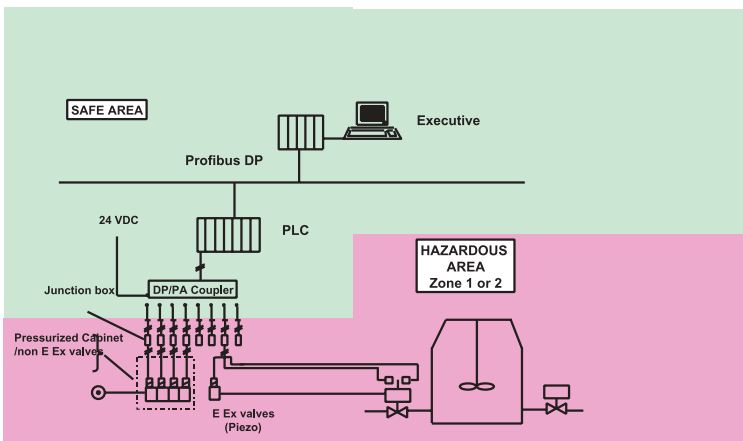 SAFE AREA
Executive
Profibus DP
24 VDC
PLC
HAZARDOUS
AREA
Zone 1 or 2
Junction box
DP/PA Coupler
Pressurized Cabinet
/non E Ex valves
E Ex valves
(Piezo)